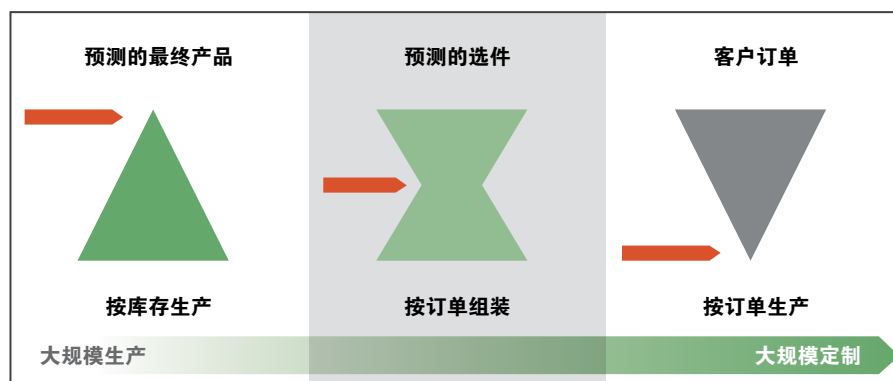 预测的最终产品
预测的选件
客户订单
按库存生产
按订单组装
按订单生产
大规模生产
大规模定制